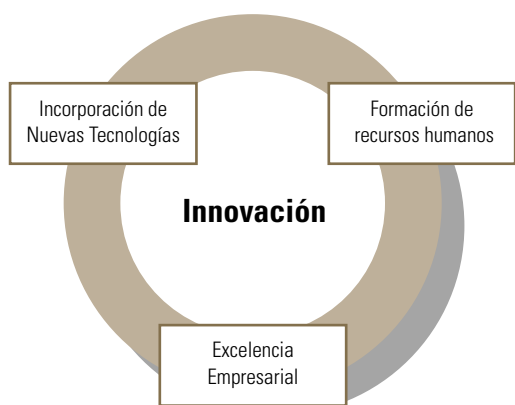 Incorporación de
Nuevas Tecnologías
Formación de
recursos humanos
Innovación
Excelencia
Empresarial